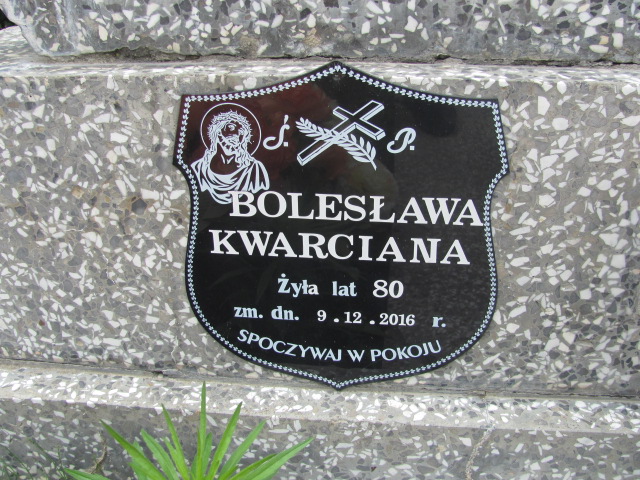 Ś. P.
BOLESŁAWA
KWARCIANA
Żyła lat 80
zm. dn. 9.12.2016 r.
SPOCZYWAJ W POKOJU